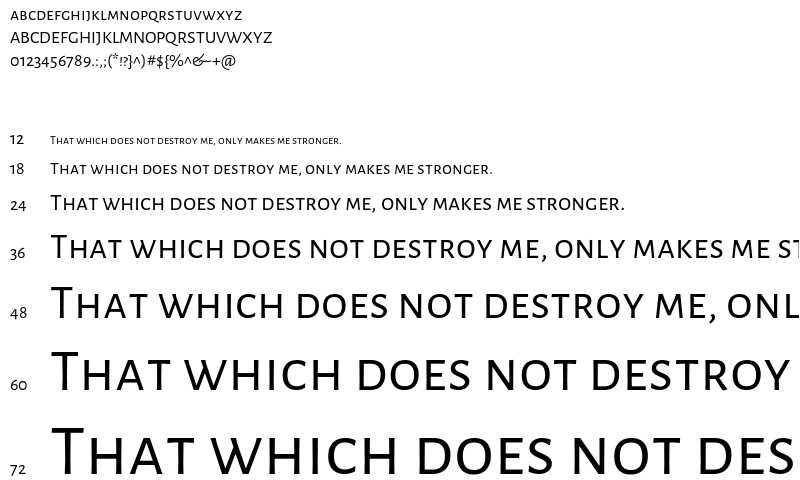 ABCDEFGHIJKLMNOPQRSTUVWXYZ
ABCDEFGHIJKLMNOPQRSTUVWXYZ
0123456789.:,;(*!?}^)#${%^&-+@
12 THAT WHICH DOES NOT DESTROY ME, ONLY MAKES ME STRONGER.
18 THAT WHICH DOES NOT DESTROY ME, ONLY MAKES ME STRONGER.
24 THAT WHICH DOES NOT DESTROY ME, ONLY MAKES ME STRONGER.
36 THAT WHICH DOES NOT DESTROY ME, ONLY MAKES ME ST
48 THAT WHICH DOES NOT DESTROY ME, ONL
60 THAT WHICH DOES NOT DESTROY
72 THAT WHICH DOES NOT DES